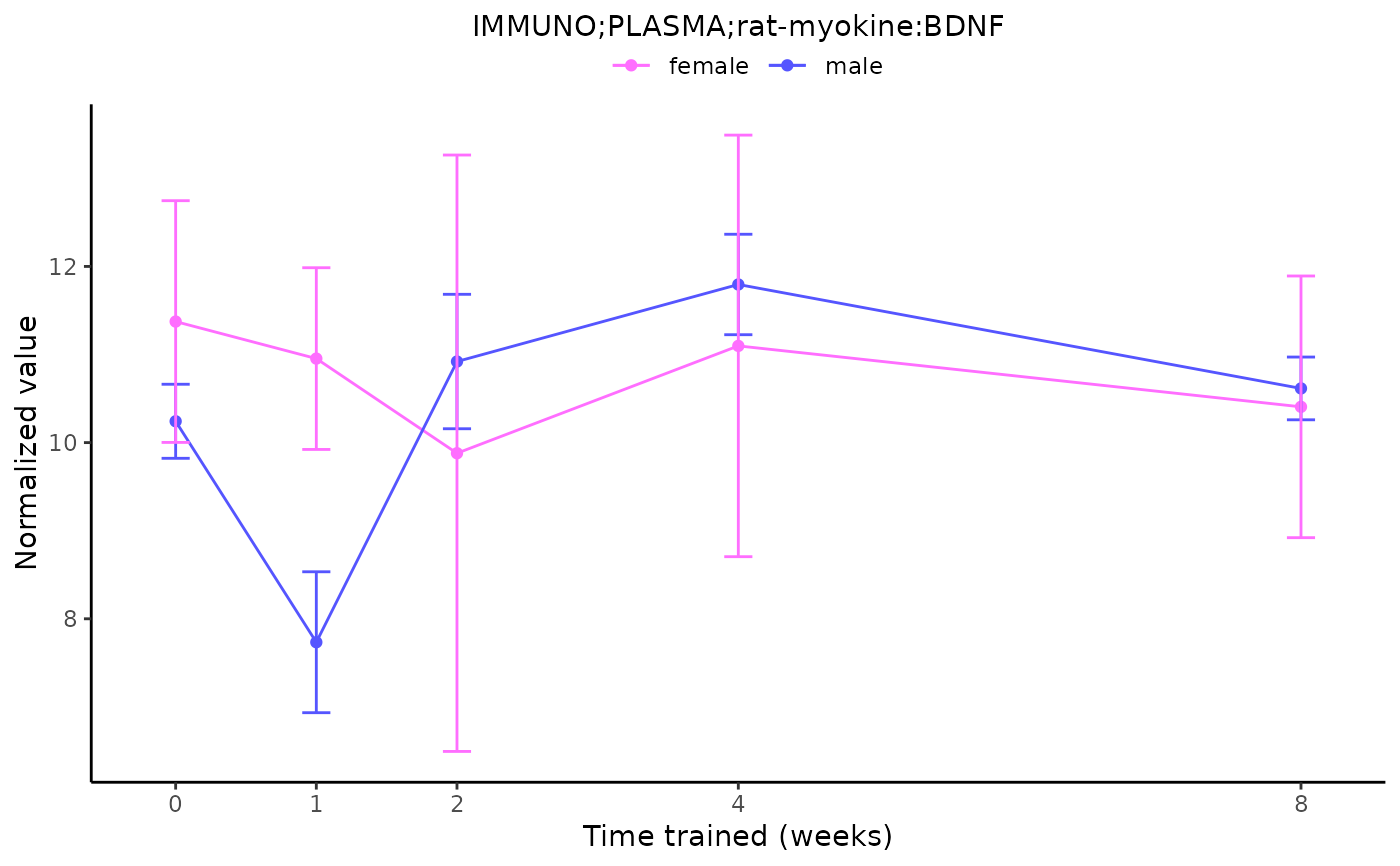 IMMUNO;PLASMA;rat-myokine:BDNF
female male
Normalized value
12
10
8
0 1 2 4 8
Time trained (weeks)